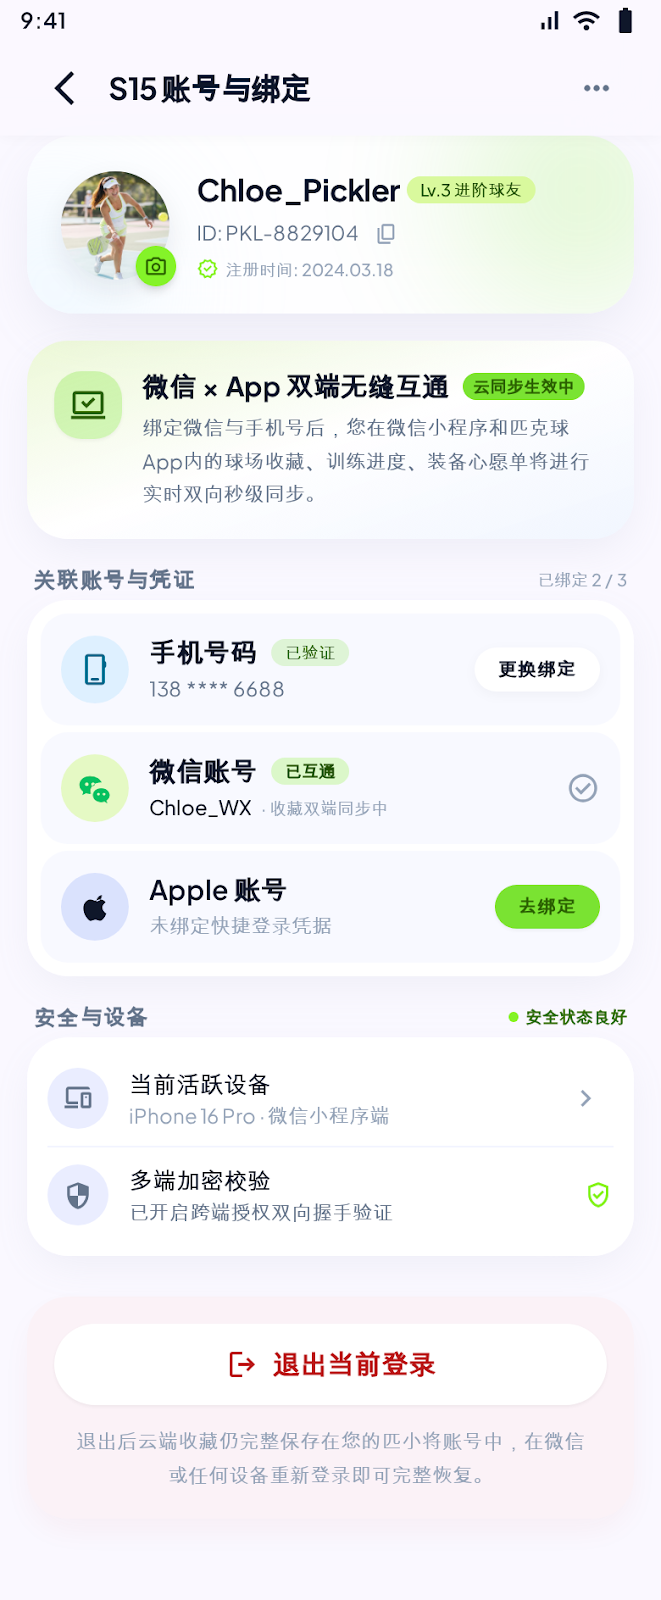 9:41
S15 账号与绑定
Chloe_Pickler Lv.3 进阶球友
ID: PKL-8829104
注册时间: 2024.03.18
微信 × App 双端无缝互通 云同步生效中
绑定微信与手机号后，您在微信小程序和匹克球
App内的球场收藏、训练进度、装备心愿单将进行
实时双向秒级同步。
关联账号与凭证 已绑定 2 / 3
手机号码 已验证
138 **** 6688
更换绑定
微信账号 已互通
Chloe_WX · 收藏双端同步中
Apple 账号
未绑定快捷登录凭据
去绑定
安全与设备 安全状态良好
当前活跃设备
iPhone 16 Pro · 微信小程序端
多端加密校验
已开启跨端授权双向握手验证
退出当前登录
退出后云端收藏仍完整保存在您的匹小将账号中，在微信
或任何设备重新登录即可完整恢复。